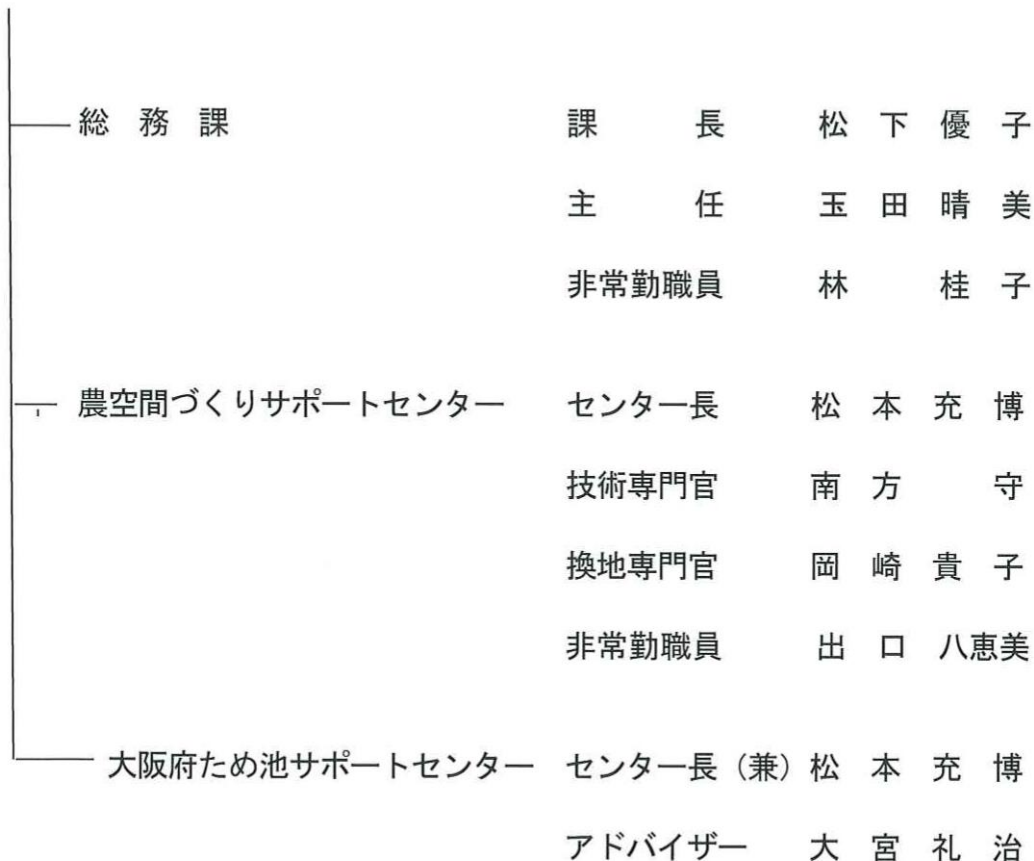 総務課 課長 松下優子
主任 玉田晴美
非常勤職員 林桂子
農空間づくりサポートセンター センター長 松本充博
技術専門官 南方守
換地専門官 岡崎貴子
非常勤職員 出口八恵美
大阪府ため池サポートセンター センター長（兼）松本充博
アドバイザー 大宮礼治